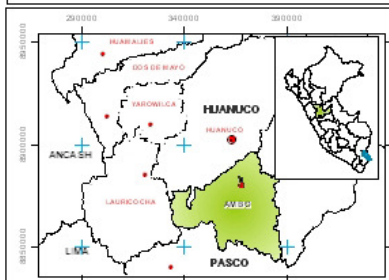 290000 340000 390000
HUAMALIES
DOS DE MAYO
YAROWILCA
HUANUCO
HUANUCO
ANCASH
LAURICOCHA
AMBO
LIMA
PASCO
8950000
8900000
8850000